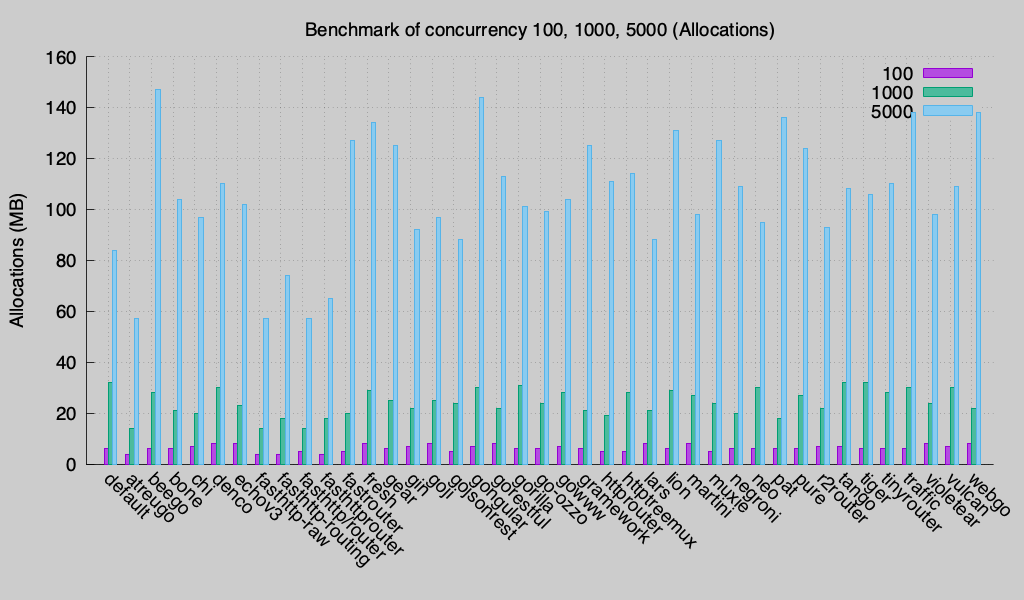 Benchmark of concurrency 100, 1000, 5000 (Allocations)
160
140
120
100
80
60
40
20
0
Allocations (MB)
100
1000
5000
default
atreugo
beego
bone
chi
denco
echov3
fasthttp-raw
fasthttp-routing
fasthttp/router
fasthttprouter
fastrouter
fresh
gear
gin
goji
gojsonrest
gongular
gorestful
gorilla
go-ozzo
gowww
gramework
httprouter
httptreemux
lars
lion
martini
muxie
negroni
neo
pat
pure
r2router
tango
tiger
tinyrouter
traffic
violetear
vulcan
webgo